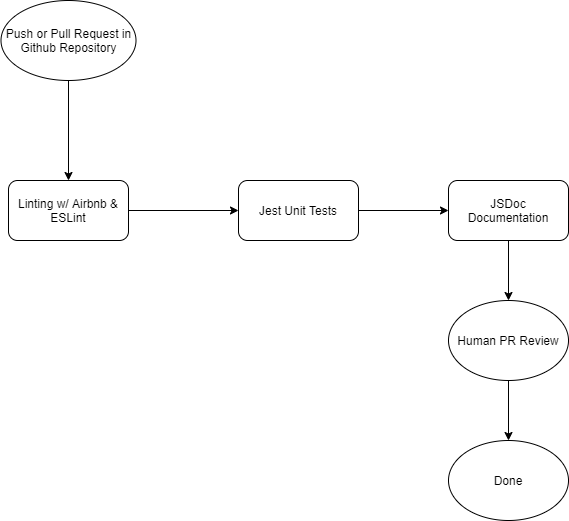 Push or Pull Request in
Github Repository
Linting w/ Airbnb &
ESLint
Jest Unit Tests
JSDoc
Documentation
Human PR Review
Done